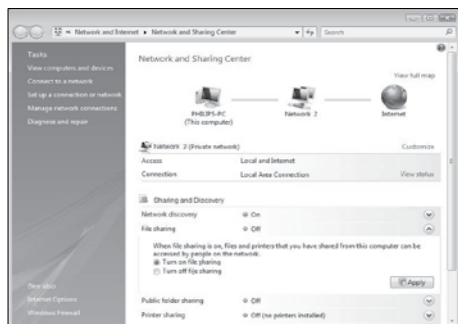 Network and Internet ▸ Network and Sharing Center
Search
Tasks
View computers and devices
Connect to a network
Set up a connection or network
Manage network connections
Diagnose and repair
See also
Internet Options
Windows Firewall
Network and Sharing Center
View full map
PHILIPS-PC
(This computer)
Network 2
Internet
Network 2 (Private network)
Customize
Access Local and Internet
Connection Local Area Connection View status
Sharing and Discovery
Network discovery On
File sharing Off
When file sharing is on, files and printers that you have shared from this computer can be
accessed by people on the network.
Turn on file sharing
Turn off file sharing
Apply
Public folder sharing Off
Printer sharing Off (no printers installed)